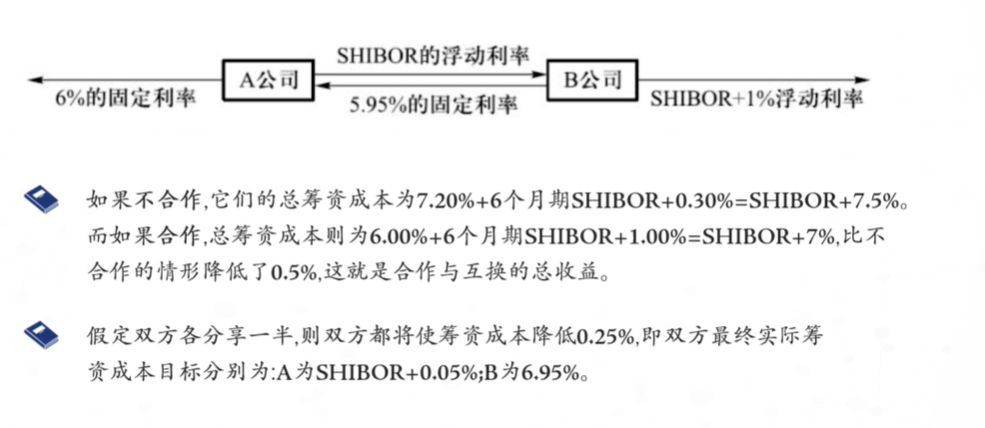 SHIBOR的浮动利率
A公司
B公司
6%的固定利率
5.95%的固定利率
SHIBOR+1%浮动利率
如果不合作,它们的总筹资成本为7.20%+6个月期SHIBOR+0.30%=SHIBOR+7.5%。
而如果合作,总筹资成本则为6.00%+6个月期SHIBOR+1.00%=SHIBOR+7%,比不
合作的情形降低了0.5%,这就是合作与互换的总收益。
假定双方各分享一半,则双方都将使筹资成本降低0.25%,即双方最终实际筹
资成本目标分别为:A为SHIBOR+0.05%;B为6.95%。